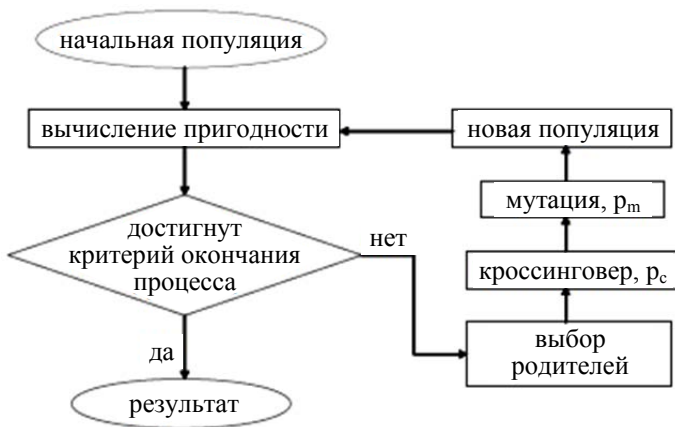 начальная популяция
вычисление пригодности
новая популяция
мутация, pm
достигнут
критерий окончания
процесса
нет
кроссинговер, pc
выбор
родителей
да
результат